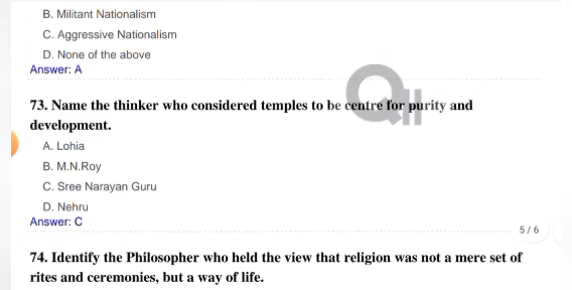 B. Militant Nationalism
C. Aggressive Nationalism
D. None of the above
Answer: A
73. Name the thinker who considered temples to be centre for purity and
development.
A. Lohia
B. M.N.Roy
C. Sree Narayan Guru
D. Nehru
Answer: C
5 / 6
74. Identify the Philosopher who held the view that religion was not a mere set of
rites and ceremonies, but a way of life.